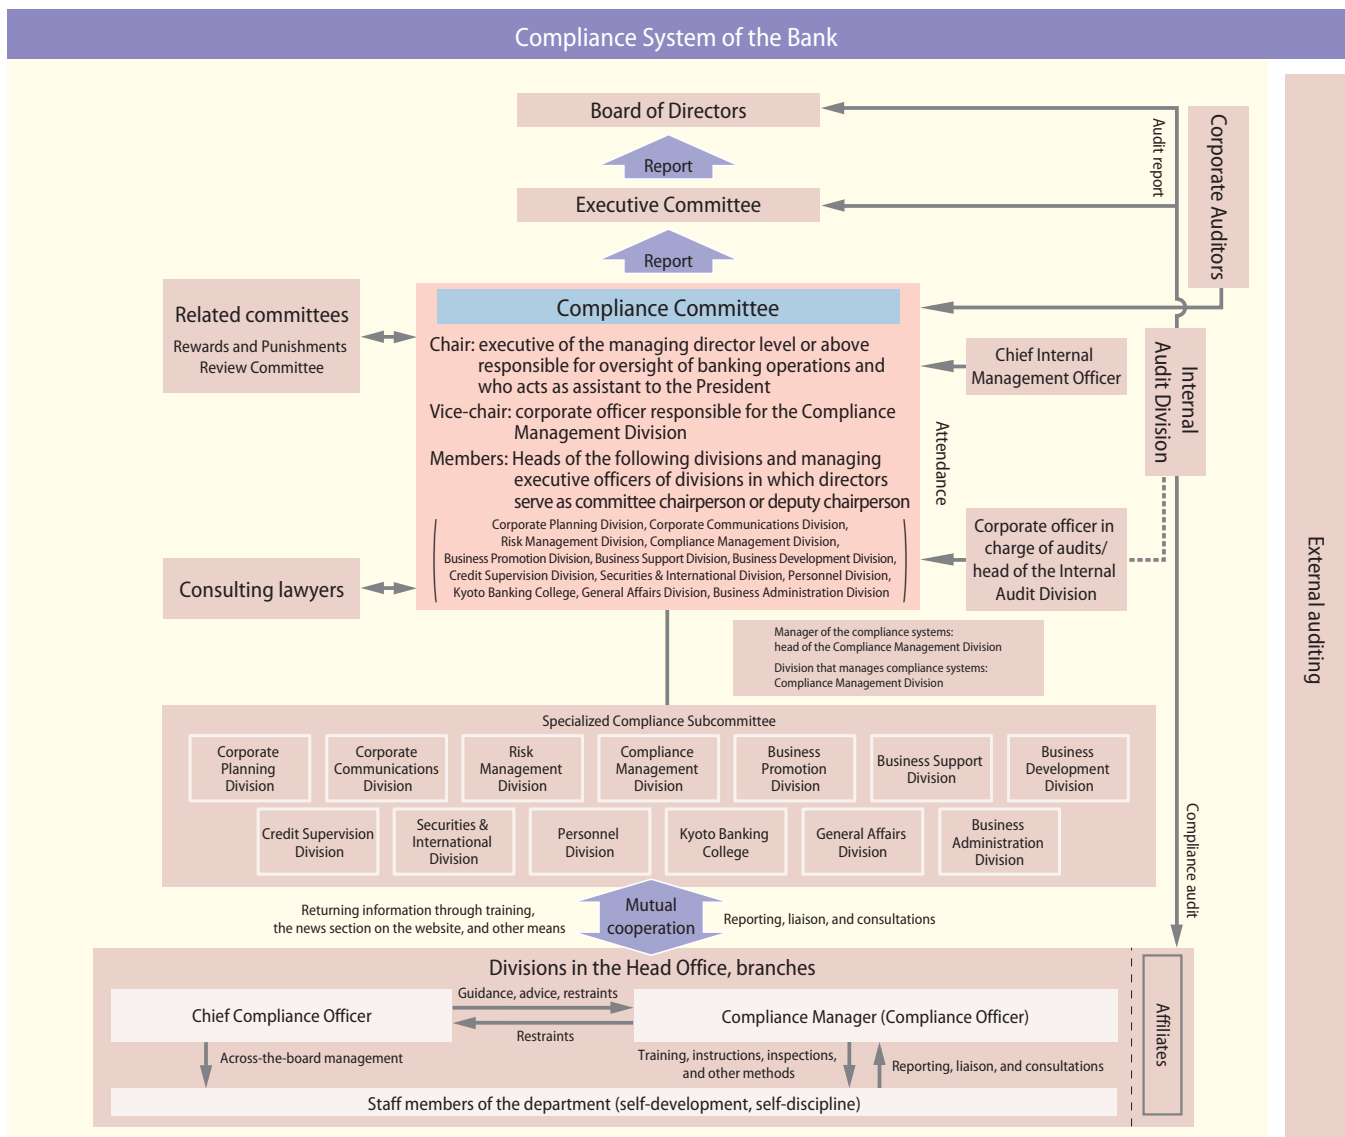 Compliance System of the Bank
Board of Directors
Report
Executive Committee
Report
Audit report
Corporate Auditors
External auditing
Related committees
Rewards and Punishments
Review Committee
Consulting lawyers
Compliance Committee
Chair: executive of the managing director level or above
responsible for oversight of banking operations and
who acts as assistant to the President
Vice-chair: corporate officer responsible for the Compliance
Management Division
Members: Heads of the following divisions and managing
executive officers of divisions in which directors
serve as committee chairperson or deputy chairperson
Corporate Planning Division, Corporate Communications Division,
Risk Management Division, Compliance Management Division,
Business Promotion Division, Business Support Division, Business Development Division,
Credit Supervision Division, Securities & International Division, Personnel Division,
Kyoto Banking College, General Affairs Division, Business Administration Division
Attendance
Chief Internal
Management Officer
Internal
Audit Division
Corporate officer in
charge of audits/
head of the Internal
Audit Division
Manager of the compliance systems:
head of the Compliance Management Division
Division that manages compliance systems:
Compliance Management Division
Specialized Compliance Subcommittee
Corporate
Planning
Division
Corporate
Communications
Division
Risk
Management
Division
Compliance
Management
Division
Business
Promotion
Division
Business Support
Division
Business
Development
Division
Credit Supervision
Division
Securities &
International
Division
Personnel
Division
Kyoto Banking
College
General Affairs
Division
Business
Administration
Division
Compliance audit
Returning information through training,
the news section on the website, and other means
Mutual
cooperation
Reporting, liaison, and consultations
Divisions in the Head Office, branches
Chief Compliance Officer
Guidance, advice, restraints
Restraints
Compliance Manager (Compliance Officer)
Across-the-board management
Training, instructions, inspections,
and other methods
Reporting, liaison, and consultations
Staff members of the department (self-development, self-discipline)
Affiliates